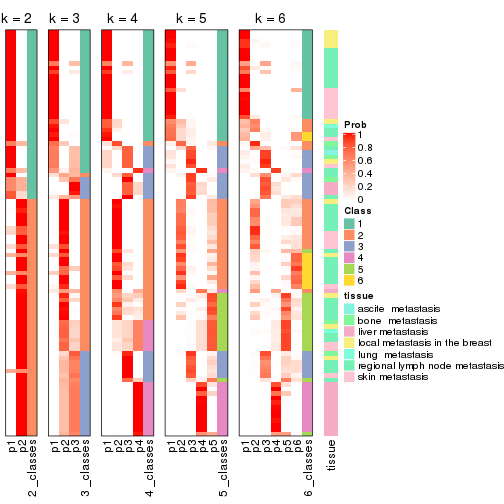 k = 2 k = 3 k = 4 k = 5 k = 6
Prob
1
0.8
0.6
0.4
0.2
0
Class
1
2
3
4
5
6
tissue
ascite metastasis
bone metastasis
liver metastasis
local metastasis in the breast
lung metastasis
regional lymph node metastasis
skin metastasis
p1 p2 2_classes p1 p2 p3 3_classes p1 p2 p3 p4 4_classes p1 p2 p3 p4 p5 5_classes p1 p2 p3 p4 p5 p6 6_classes tissue